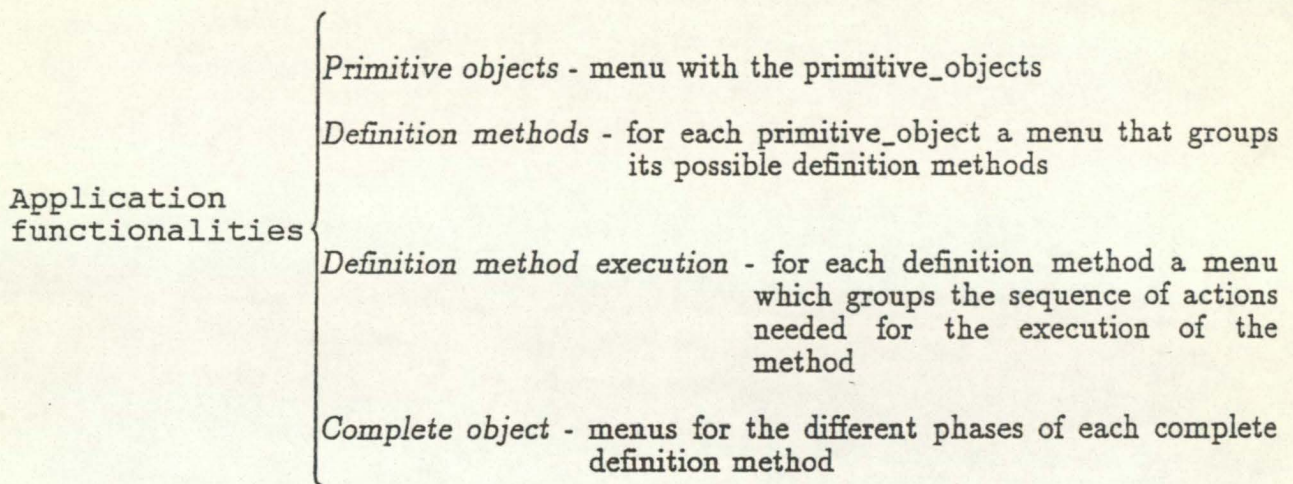 Primitive objects - menu with the primitive_objects
Definition methods - for each primitive_object a menu that groups
its possible definition methods
Application
functionalities
Definition method execution - for each definition method a menu
which groups the sequence of actions
needed for the execution of the
method
Complete object - menus for the different phases of each complete
definition method